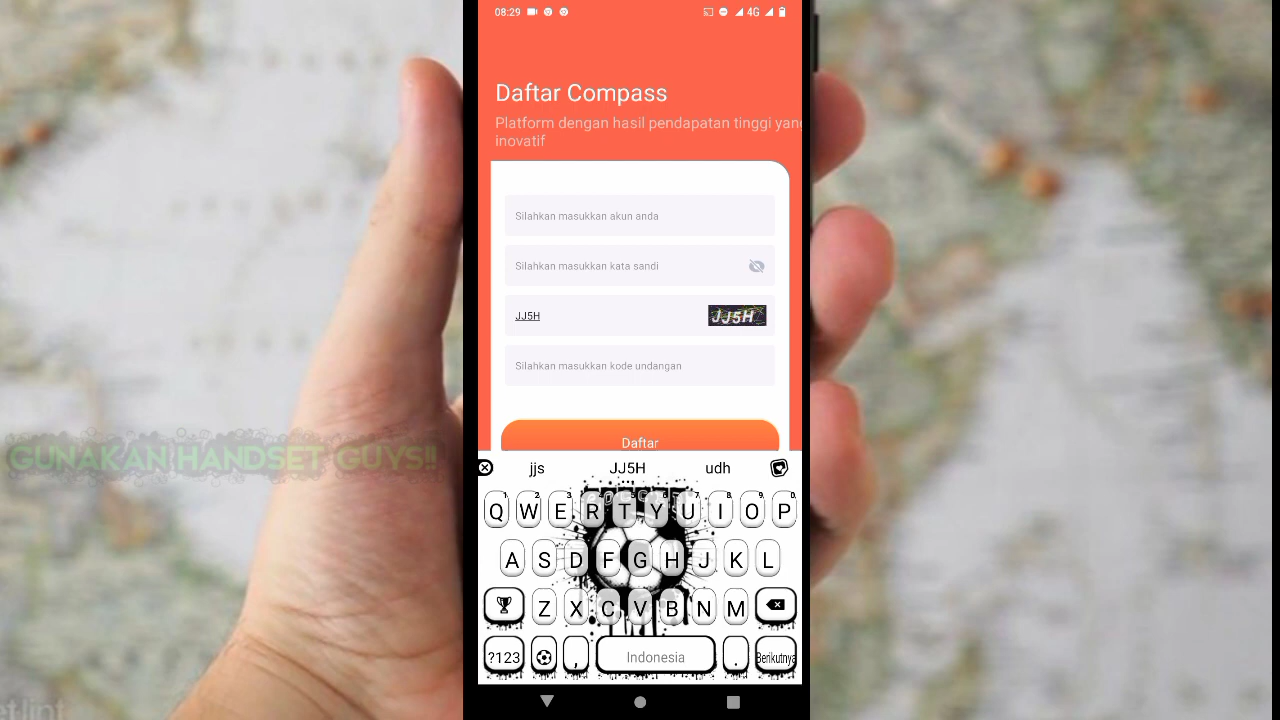 08:29
4G
Daftar Compass
Platform dengan hasil pendapatan tinggi yang
inovatif
Silahkan masukkan akun anda
Silahkan masukkan kata sandi
JJ5H
JJ5H
Silahkan masukkan kode undangan
Daftar
GUNAKAN HANDSET GUYS!!
jjs JJ5H udh
Q W E R T Y U I O P
A S D F G H J K L
Z X C V B N M
?123 , Indonesia . Berikutnya